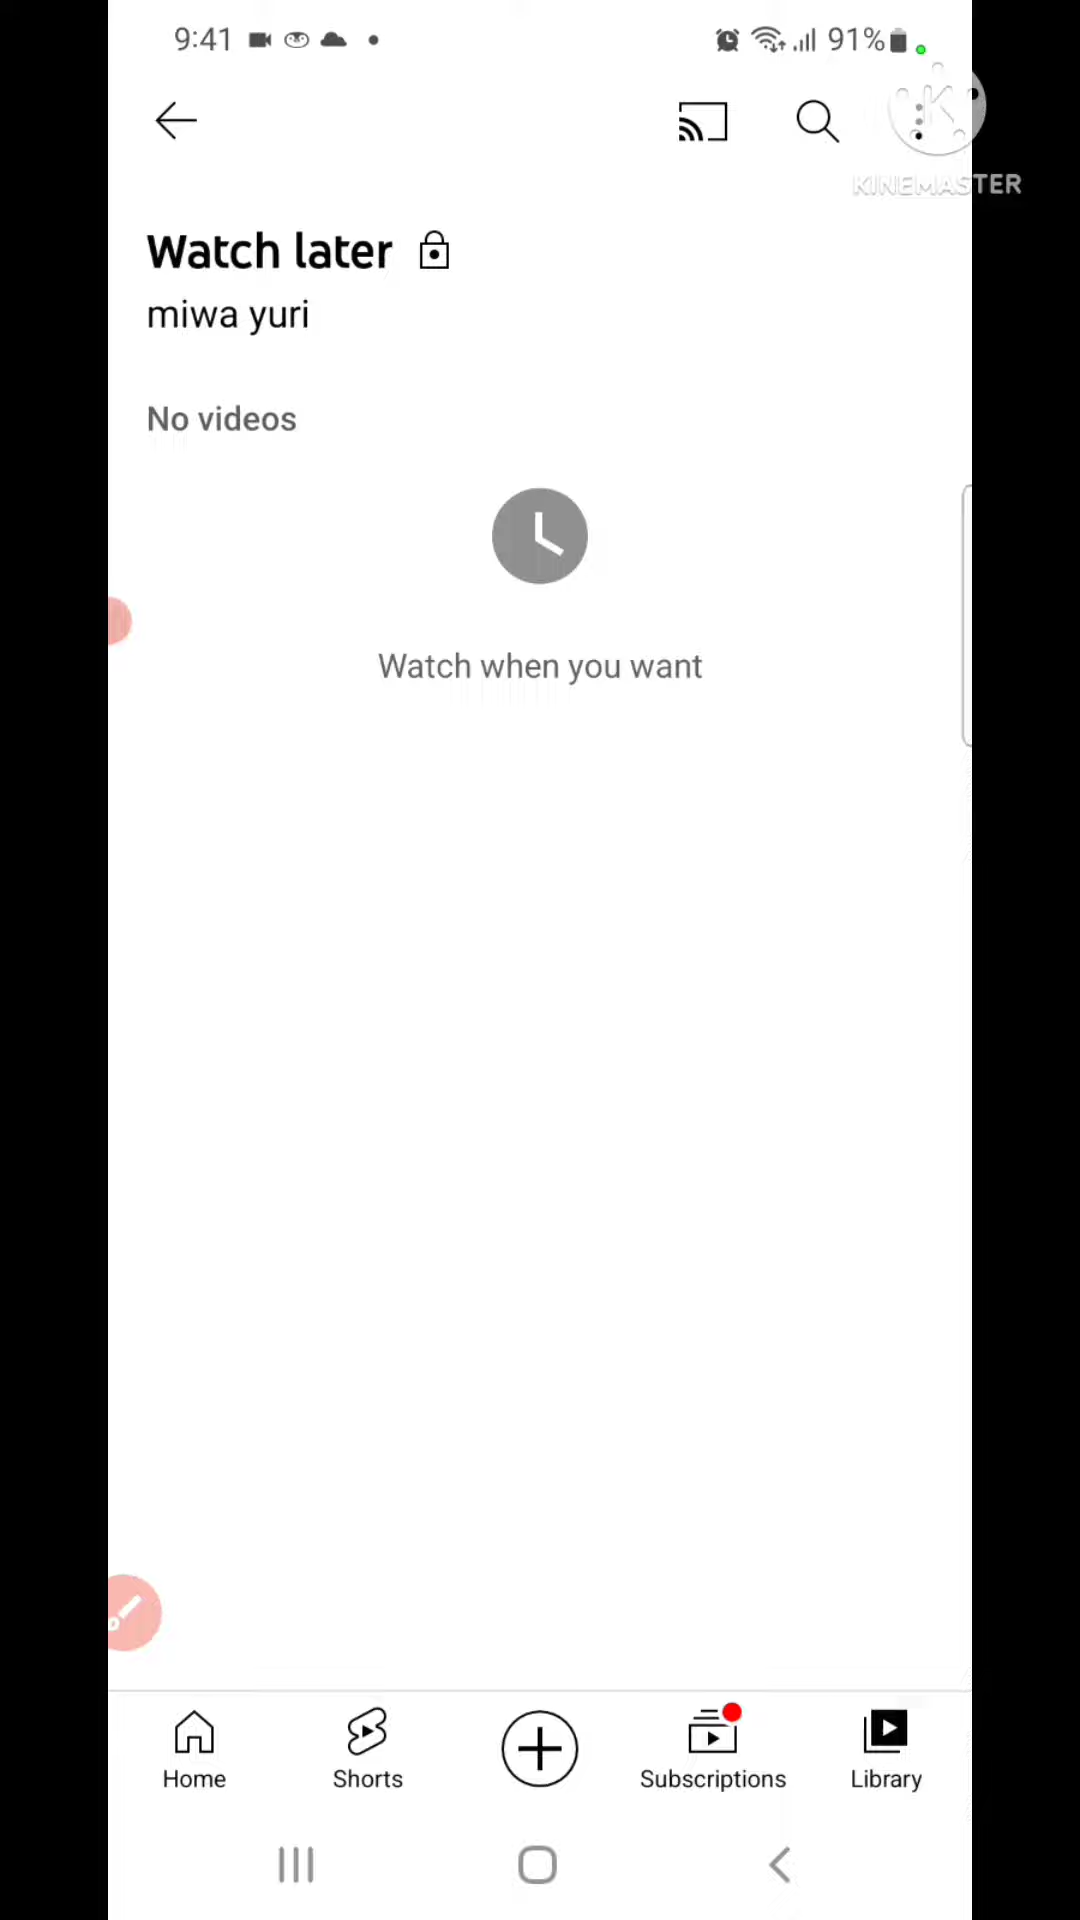 9:41 91%
KINEMASTER
Watch later
miwa yuri
No videos
Watch when you want
Home Shorts Subscriptions Library